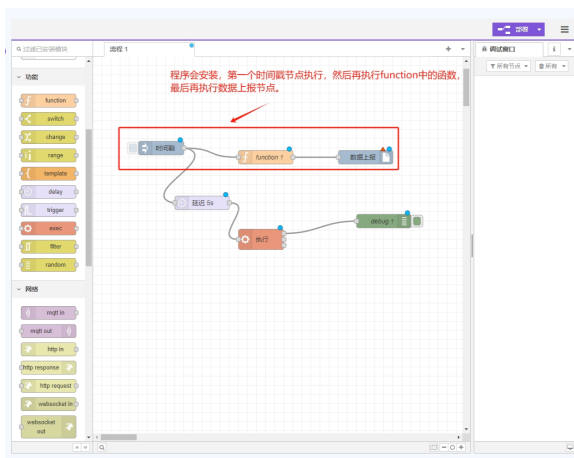 部署
过滤已安装模块
流程 1
调试窗口
i
所有节点
所有
功能
程序会安装，第一个时间戳节点执行，然后再执行function中的函数，
最后再执行数据上报节点。
function
switch
change
range
template
delay
trigger
exec
filter
random
时间戳
function 1
数据上报
延迟 5s
debug 1
执行
网络
mqtt in
mqtt out
http in
http response
http request
websocket in
websocket
out